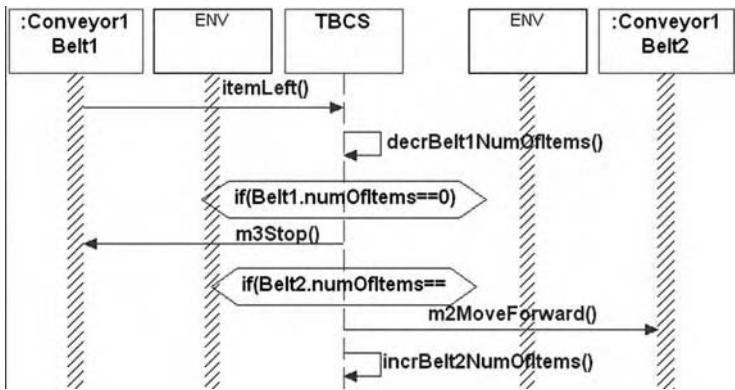 :Conveyor1
Belt1
ENV
TBCS
ENV
:Conveyor1
Belt2
itemLeft()
decrBelt1NumOfItems()
if(Belt1.numOfItems==0)
m3Stop()
if(Belt2.numOfItems==
m2MoveForward()
incrBelt2NumOfItems()